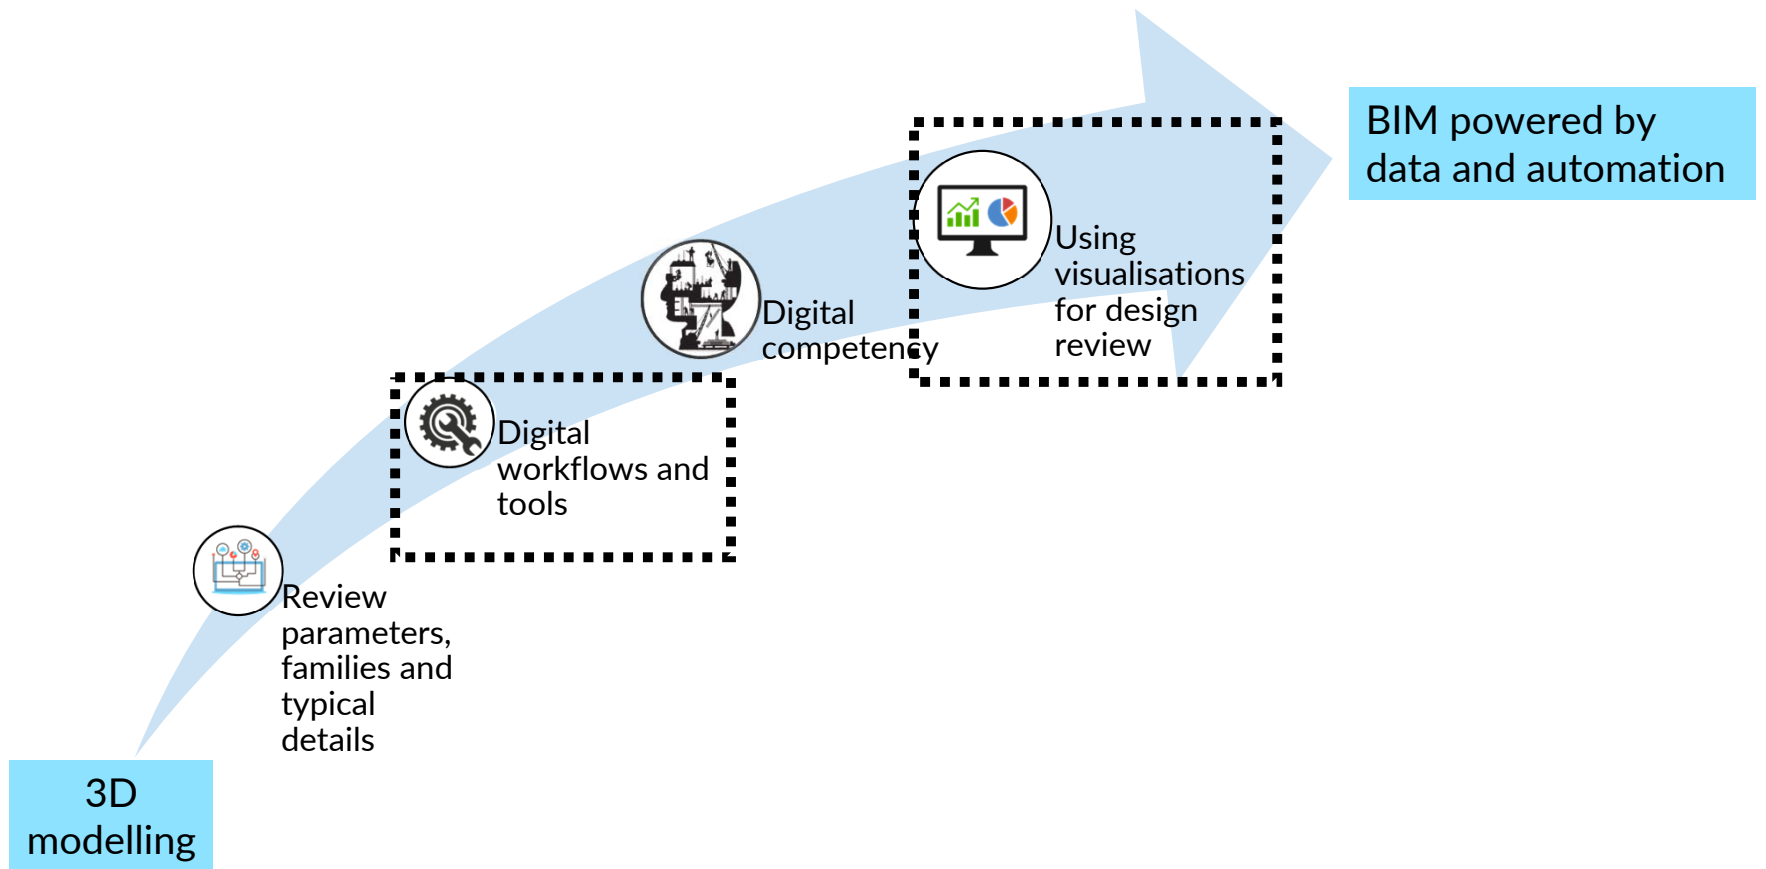 BIM powered by
data and automation
Using
visualisations
for design
review
Digital
competency
Digital
workflows and
tools
Review
parameters,
families and
typical
details
3D
modelling